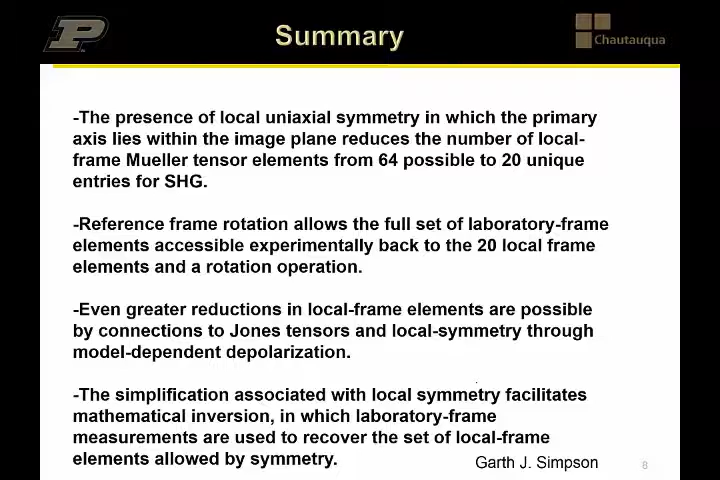 P
Summary
Chautauqua
-The presence of local uniaxial symmetry in which the primary
axis lies within the image plane reduces the number of local-
frame Mueller tensor elements from 64 possible to 20 unique
entries for SHG.
-Reference frame rotation allows the full set of laboratory-frame
elements accessible experimentally back to the 20 local frame
elements and a rotation operation.
-Even greater reductions in local-frame elements are possible
by connections to Jones tensors and local-symmetry through
model-dependent depolarization.
-The simplification associated with local symmetry facilitates
mathematical inversion, in which laboratory-frame
measurements are used to recover the set of local-frame
elements allowed by symmetry.
Garth J. Simpson
8